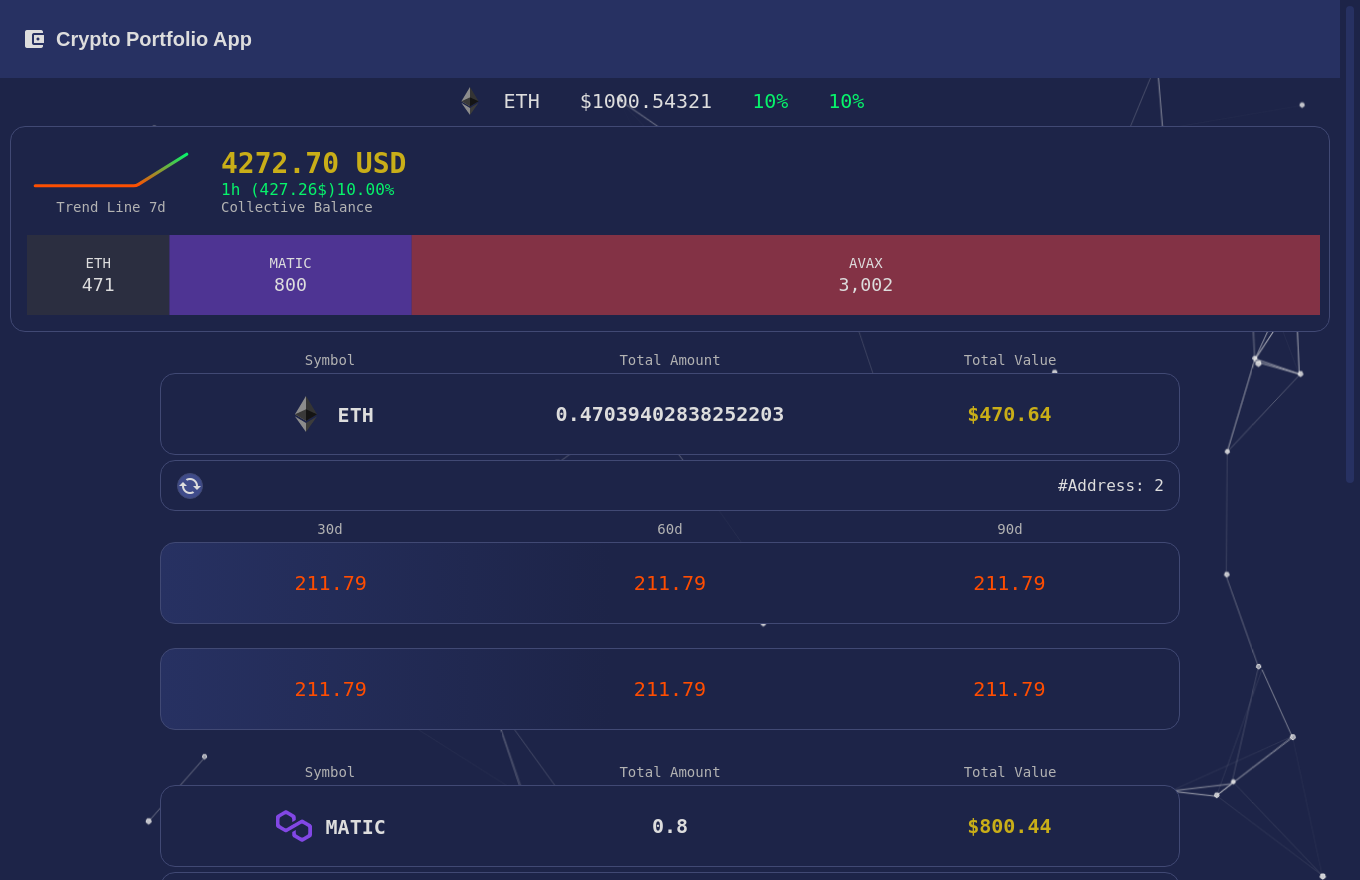 Crypto Portfolio App
ETH $1000.54321 10% 10%
4272.70 USD
1h (427.26$)10.00%
Trend Line 7d Collective Balance
ETH MATIC AVAX
471 800 3,002
Symbol Total Amount Total Value
ETH 0.47039402838252203 $470.64
#Address: 2
30d 60d 90d
211.79 211.79 211.79
211.79 211.79 211.79
Symbol Total Amount Total Value
MATIC 0.8 $800.44